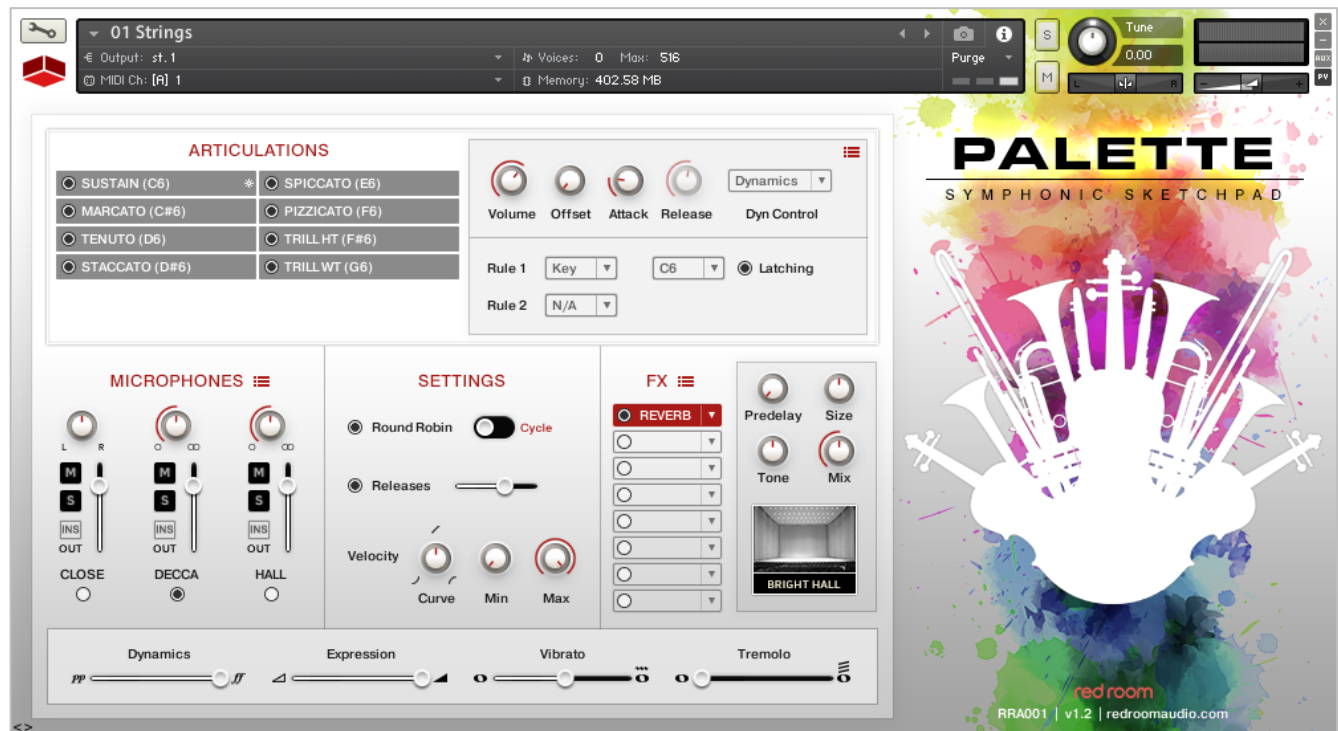 01 Strings
Output: st.1
Voices: 0 Max: 516
Purge
MIDI Ch: [A] 1
Memory: 402.58 MB
S
M
Tune
0.00
L R
- +
×
-
AUX
PV
ARTICULATIONS
SUSTAIN (C6) * SPICCATO (E6)
MARCATO (C#6) PIZZICATO (F6)
TENUTO (D6) TRILL HT (F#6)
STACCATO (D#6) TRILL WT (G6)
Volume Offset Attack Release
Dynamics
Dyn Control
Rule 1 Key C6 Latching
Rule 2 N/A
MICROPHONES
L R
M M M
S S S
INS INS INS
OUT OUT OUT
CLOSE DECCA HALL
SETTINGS
Round Robin Cycle
Releases
Velocity
Curve Min Max
FX
REVERB
Predelay Size
Tone Mix
BRIGHT HALL
Dynamics Expression Vibrato Tremolo
pp ff
PALETTE
SYMPHONIC SKETCHPAD
red room
RRA001 | v1.2 | redroomaudio.com
<>